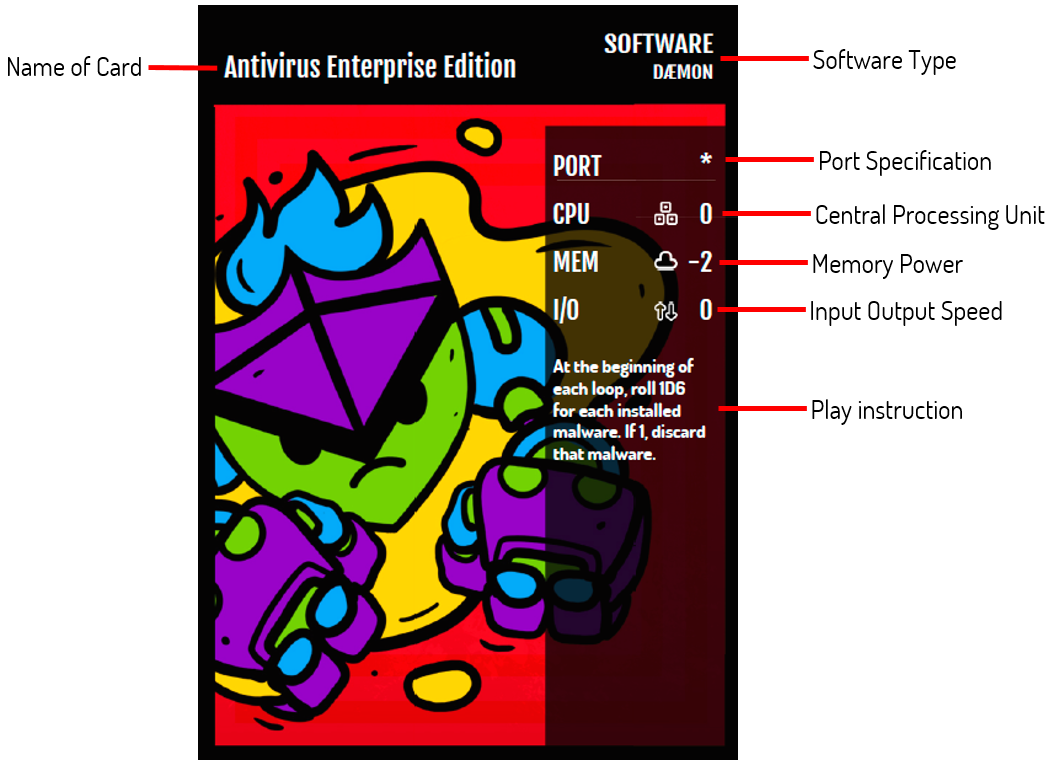 Name of Card
Antivirus Enterprise Edition
SOFTWARE
DÆMON
Software Type
PORT *
Port Specification
CPU 0
Central Processing Unit
MEM -2
Memory Power
I/O 0
Input Output Speed
At the beginning of
each loop, roll 1D6
for each installed
malware. If 1, discard
that malware.
Play instruction